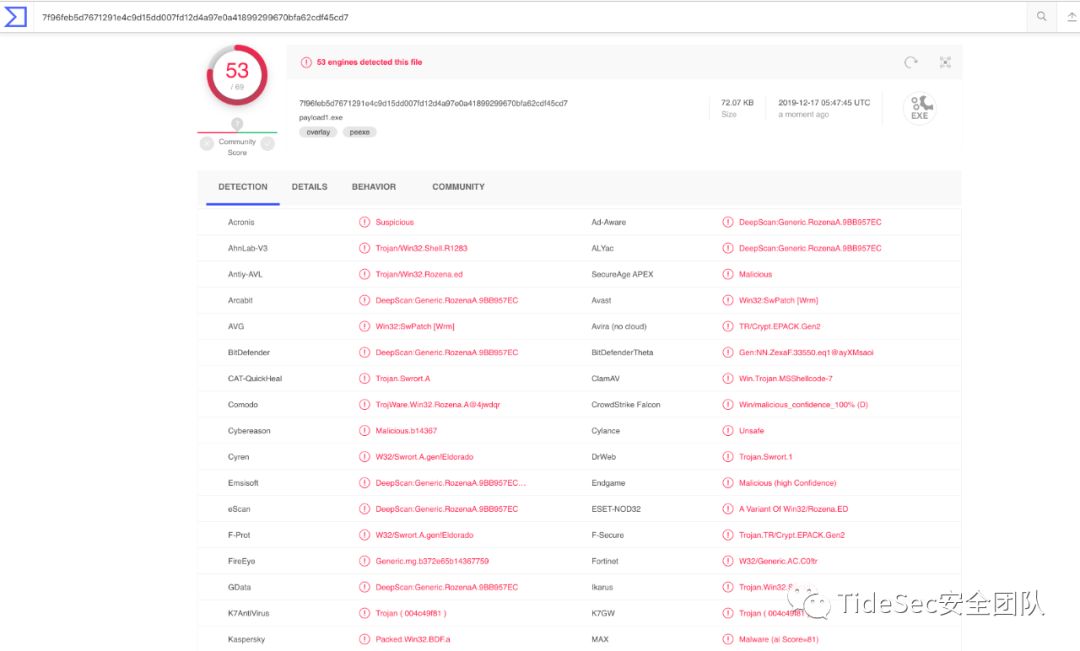 7f96feb5d7671291e4c9d15dd007fd12d4a97e0a41899299670bfa62cdf45cd7
53
/ 69
53 engines detected this file
7f96feb5d7671291e4c9d15dd007fd12d4a97e0a41899299670bfa62cdf45cd7
payload1.exe
overlay peexe
72.07 KB
Size
2019-12-17 05:47:45 UTC
a moment ago
EXE
?
Community
Score
DETECTION DETAILS BEHAVIOR COMMUNITY
Acronis Suspicious Ad-Aware DeepScan:Generic.RozenaA.9BB957EC
AhnLab-V3 Trojan/Win32.Shell.R1283 ALYac DeepScan:Generic.RozenaA.9BB957EC
Antiy-AVL Trojan/Win32.Rozena.ed SecureAge APEX Malicious
Arcabit DeepScan:Generic.RozenaA.9BB957EC Avast Win32:SwPatch [Wrm]
AVG Win32:SwPatch [Wrm] Avira (no cloud) TR/Crypt.EPACK.Gen2
BitDefender DeepScan:Generic.RozenaA.9BB957EC BitDefenderTheta Gen:NN.ZexaF.33550.eq1@ayXMsaoi
CAT-QuickHeal Trojan.Swrort.A ClamAV Win.Trojan.MSShellcode-7
Comodo TrojWare.Win32.Rozena.A@4jwdqr CrowdStrike Falcon Win/malicious_confidence_100% (D)
Cybereason Malicious.b14367 Cylance Unsafe
Cyren W32/Swrort.A.gen!Eldorado DrWeb Trojan.Swrort.1
Emsisoft DeepScan:Generic.RozenaA.9BB957EC... Endgame Malicious (high Confidence)
eScan DeepScan:Generic.RozenaA.9BB957EC ESET-NOD32 A Variant Of Win32/Rozena.ED
F-Prot W32/Swrort.A.gen!Eldorado F-Secure Trojan.TR/Crypt.EPACK.Gen2
FireEye Generic.mg.b372e65b14367759 Fortinet W32/Generic.AC.C0!tr
GData DeepScan:Generic.RozenaA.9BB957EC Ikarus Trojan.Win32.S
K7AntiVirus Trojan ( 004c49f81 ) K7GW Trojan ( 004c49f81
Kaspersky Packed.Win32.BDF.a MAX Malware (ai Score=81)
TideSec安全团队